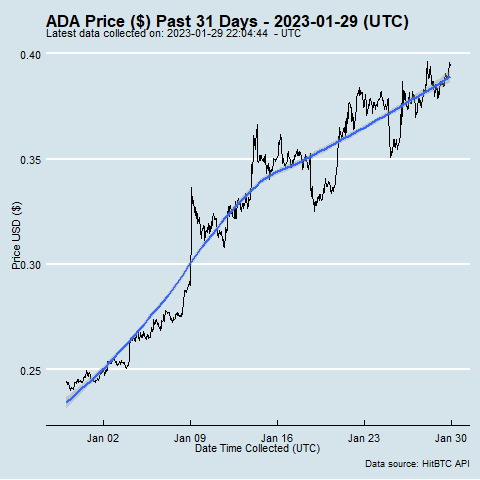 ADA Price ($) Past 31 Days - 2023-01-29 (UTC)
Latest data collected on: 2023-01-29 22:04:44 - UTC
0.40
0.35
0.30
0.25
Price USD ($)
Jan 02
Jan 09
Jan 16
Jan 23
Jan 30
Date Time Collected (UTC)
Data source: HitBTC API